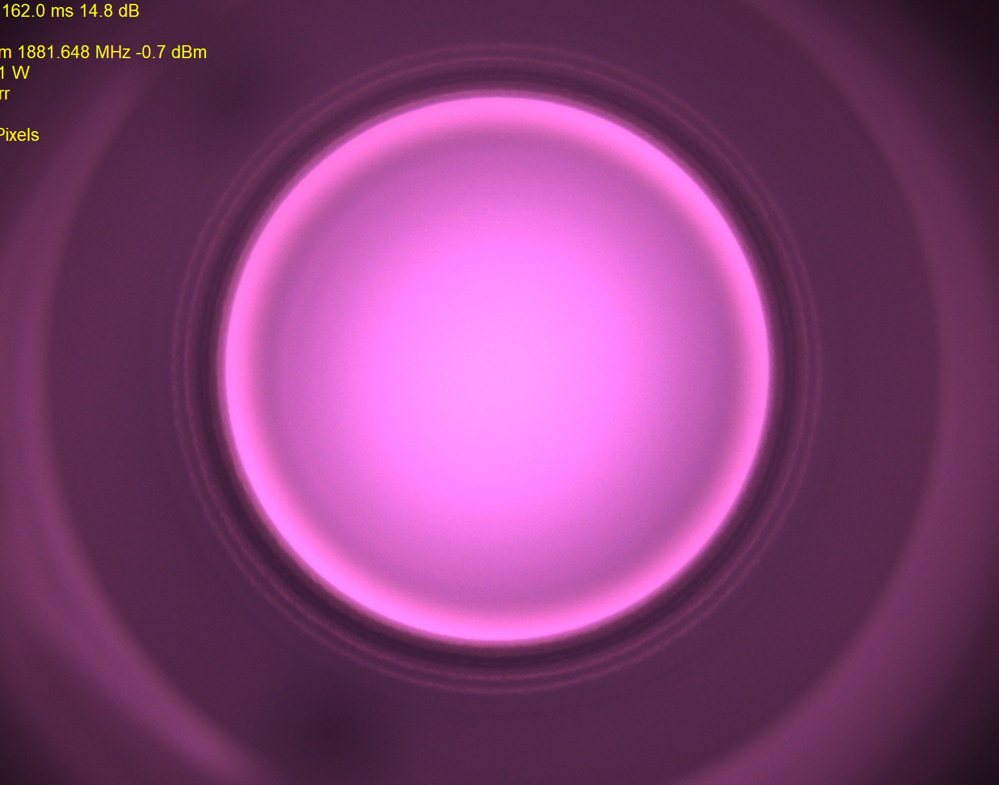 162.0 ms 14.8 dB
m 1881.648 MHz -0.7 dBm
1 W
rr
Pixels